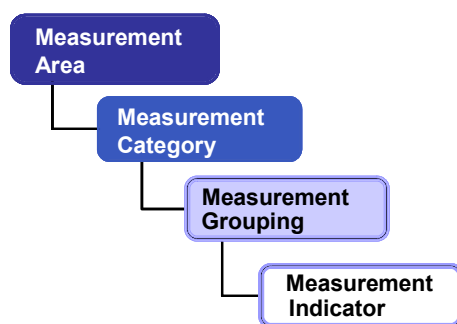 Measurement
Area
Measurement
Category
Measurement
Grouping
Measurement
Indicator